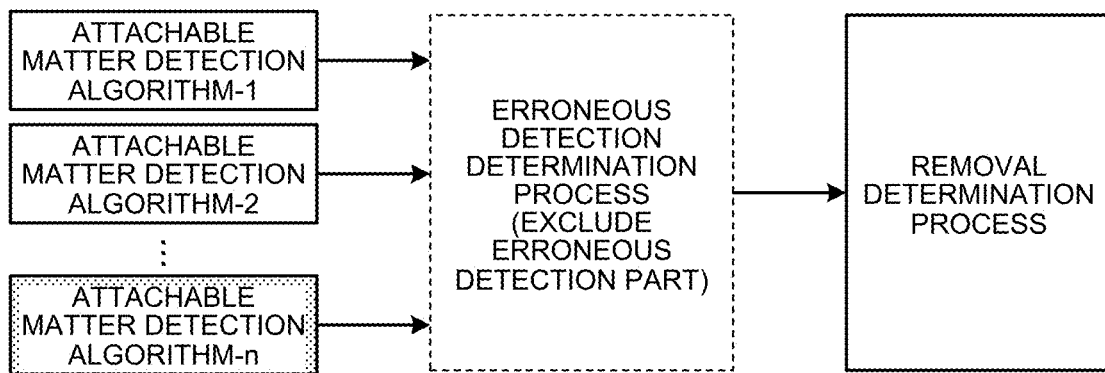 ATTACHABLE
MATTER DETECTION
ALGORITHM-1
ATTACHABLE
MATTER DETECTION
ALGORITHM-2
⋮
ATTACHABLE
MATTER DETECTION
ALGORITHM-n
ERRONEOUS
DETECTION
DETERMINATION
PROCESS
(EXCLUDE
ERRONEOUS
DETECTION PART)
REMOVAL
DETERMINATION
PROCESS